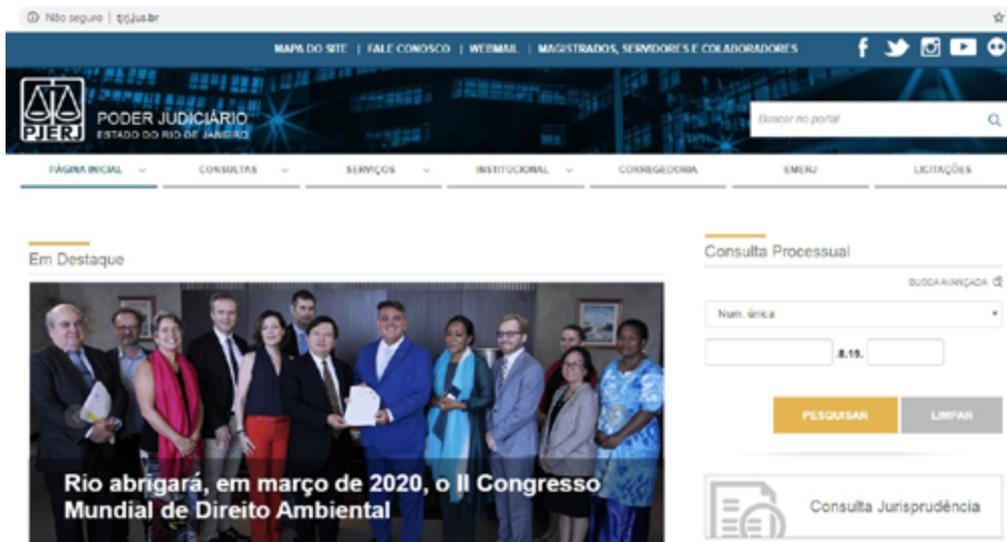 Não seguro | tjrj.jus.br
MAPA DO SITE | FALE CONOSCO | WEBMAIL | MAGISTRADOS, SERVIDORES E COLABORADORES
PJERJ
PODER JUDICIÁRIO
ESTADO DO RIO DE JANEIRO
Buscar no portal
PÁGINA INICIAL
CONSULTAS
SERVIÇOS
INSTITUCIONAL
CORREGEDORIA
EMERJ
LICITAÇÕES
Em Destaque
Rio abrigará, em março de 2020, o II Congresso
Mundial de Direito Ambiental
Consulta Processual
BUSCA AVANÇADA
Num. única
.8.19.
PESQUISAR
LIMPAR
Consulta Jurisprudência